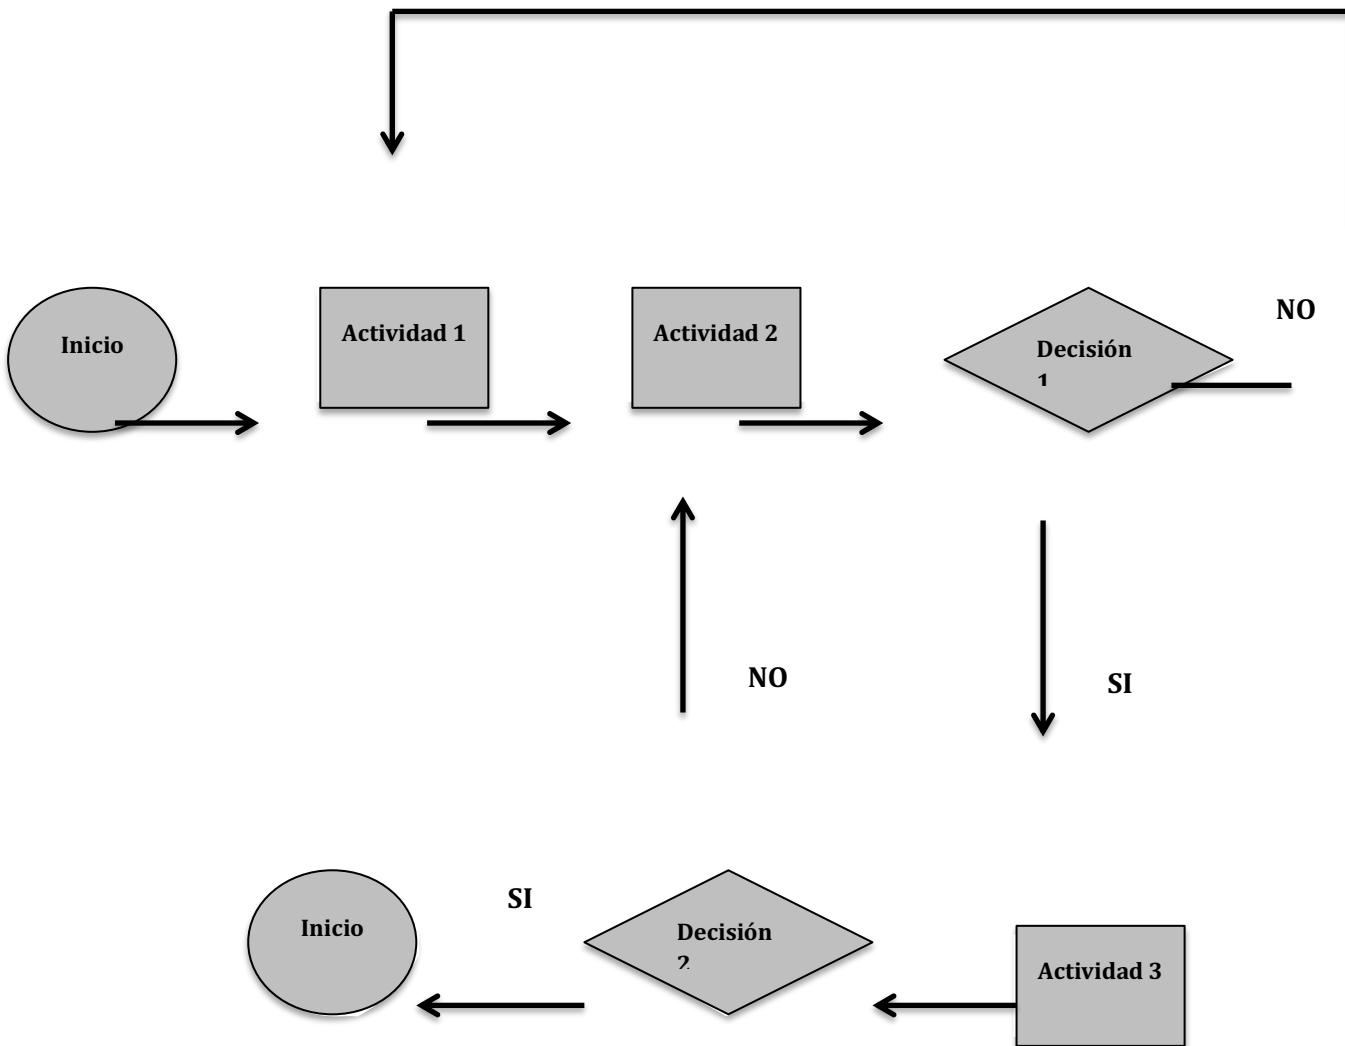 NO
Inicio
Actividad 1
Actividad 2
Decisión
1
NO
SI
SI
Inicio
Decisión
2
Actividad 3